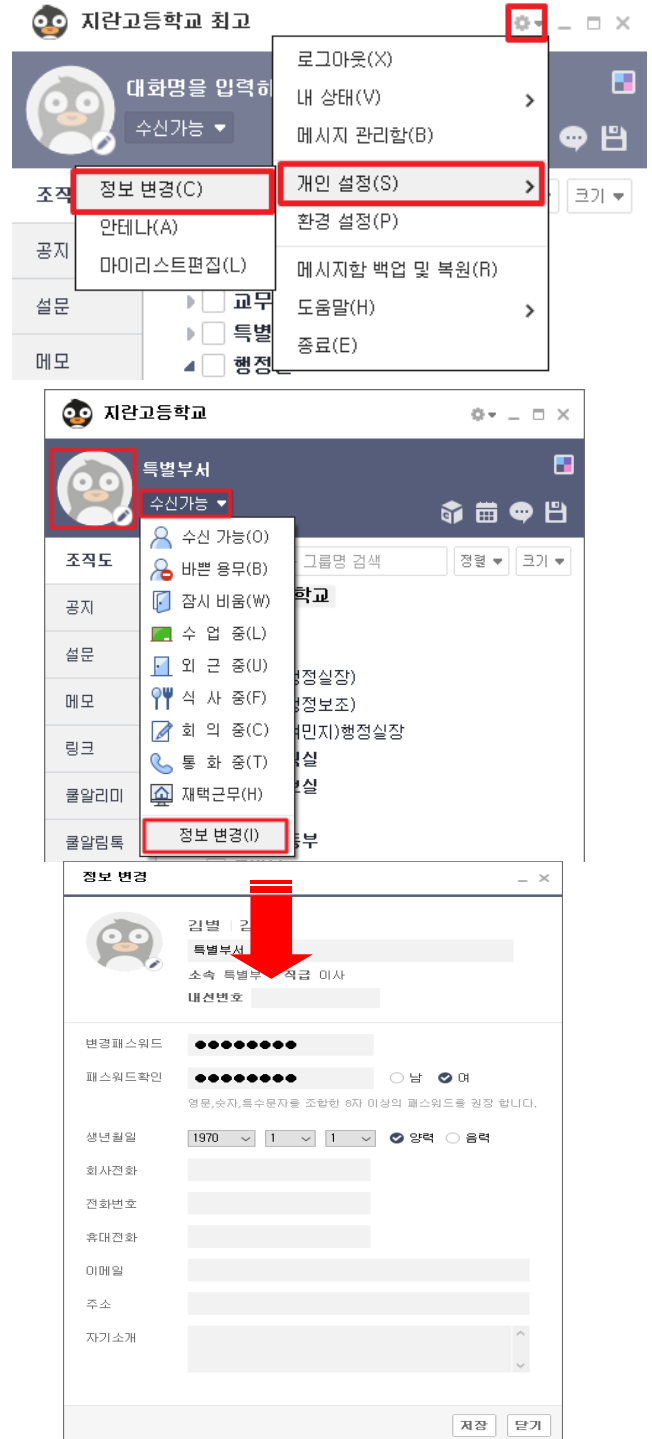 지란고등학교 최고
로그아웃(X)
대화명을 입력하
내 상태(V)
수신가능
메시지 관리함(B)
조직
정보 변경(C)
개인 설정(S)
크기
안테나(A)
환경 설정(P)
공지
마이리스트편집(L)
메시지함 백업 및 복원(R)
설문
교무
도움말(H)
특별
종료(E)
메모
행정
지란고등학교
특별부서
수신가능
수신 가능(O)
조직도
그룹명 검색
정렬
크기
바쁜 용무(B)
학교
공지
잠시 비움(W)
수 업 중(L)
설문
외 근 중(U)
행정실장)
메모
식 사 중(F)
행정보조)
회 의 중(C)
여민지)행정실장
링크
통 화 중(T)
쿨알리미
재택근무(H)
쿨알림톡
정보 변경(I)
정보 변경
김별
특별부서
소속 특별부 직급 이사
내선번호
변경패스워드 ●●●●●●●●
패스워드확인 ●●●●●●●● 남 여
영문,숫자,특수문자를 조합한 8자 이상의 패스워드를 권장 합니다.
생년월일 1970 1 1 양력 음력
회사전화
전화번호
휴대전화
이메일
주소
자기소개
저장 닫기